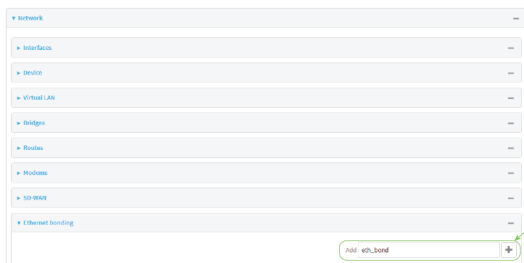 Network
Interfaces
Device
Virtual LAN
Bridges
Routes
Modems
SD-WAN
Ethernet bonding
Add eth_bond